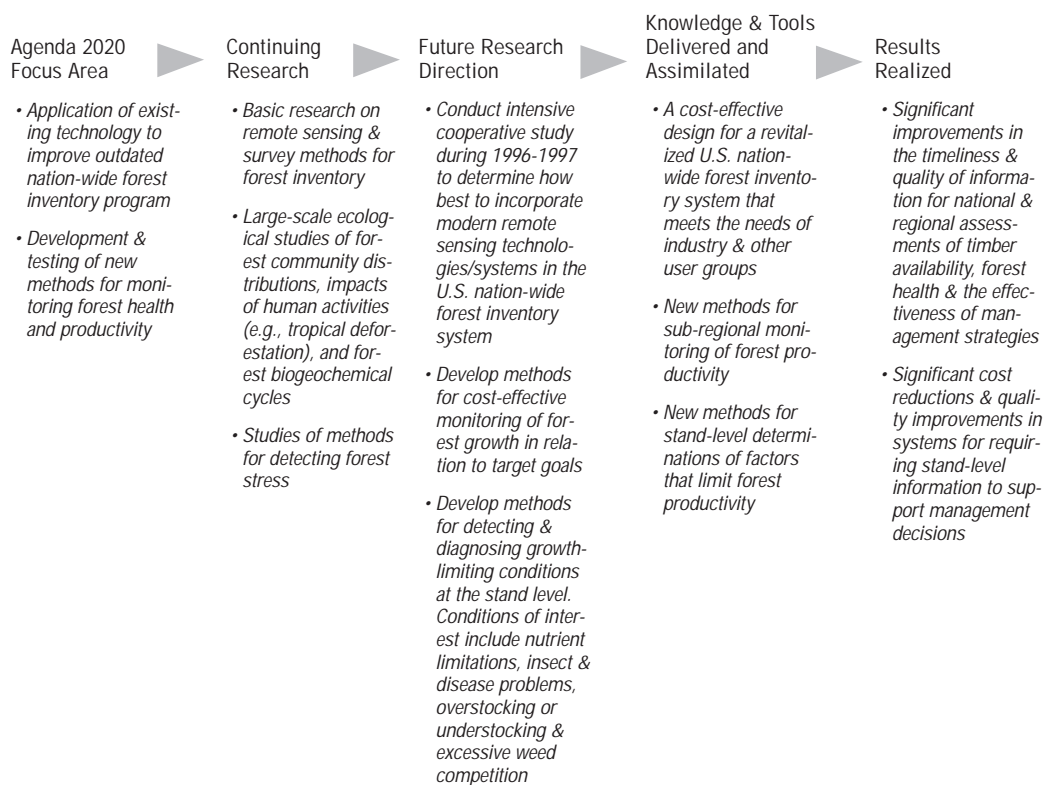 Agenda 2020
Focus Area
• Application of exist-
ing technology to
improve outdated
nation-wide forest
inventory program
• Development &
testing of new
methods for moni-
toring forest health
and productivity
Continuing
Research
• Basic research on
remote sensing &
survey methods for
forest inventory
• Large-scale ecolog-
ical studies of for-
est community dis-
tributions, impacts
of human activities
(e.g., tropical defor-
estation), and for-
est biogeochemical
cycles
• Studies of methods
for detecting forest
stress
Future Research
Direction
• Conduct intensive
cooperative study
during 1996-1997
to determine how
best to incorporate
modern remote
sensing technolo-
gies/systems in the
U.S. nation-wide
forest inventory
system
• Develop methods
for cost-effective
monitoring of for-
est growth in rela-
tion to target goals
• Develop methods
for detecting &
diagnosing growth-
limiting conditions
at the stand level.
Conditions of inter-
est include nutrient
limitations, insect &
disease problems,
overstocking or
understocking &
excessive weed
competition
Knowledge & Tools
Delivered and
Assimilated
• A cost-effective
design for a revital-
ized U.S. nation-
wide forest invento-
ry system that
meets the needs of
industry & other
user groups
• New methods for
sub-regional moni-
toring of forest pro-
ductivity
• New methods for
stand-level determi-
nations of factors
that limit forest
productivity
Results
Realized
• Significant
improvements in
the timeliness &
quality of informa-
tion for national &
regional assess-
ments of timber
availability, forest
health & the effec-
tiveness of man-
agement strategies
• Significant cost
reductions & quali-
ty improvements in
systems for requir-
ing stand-level
information to sup-
port management
decisions